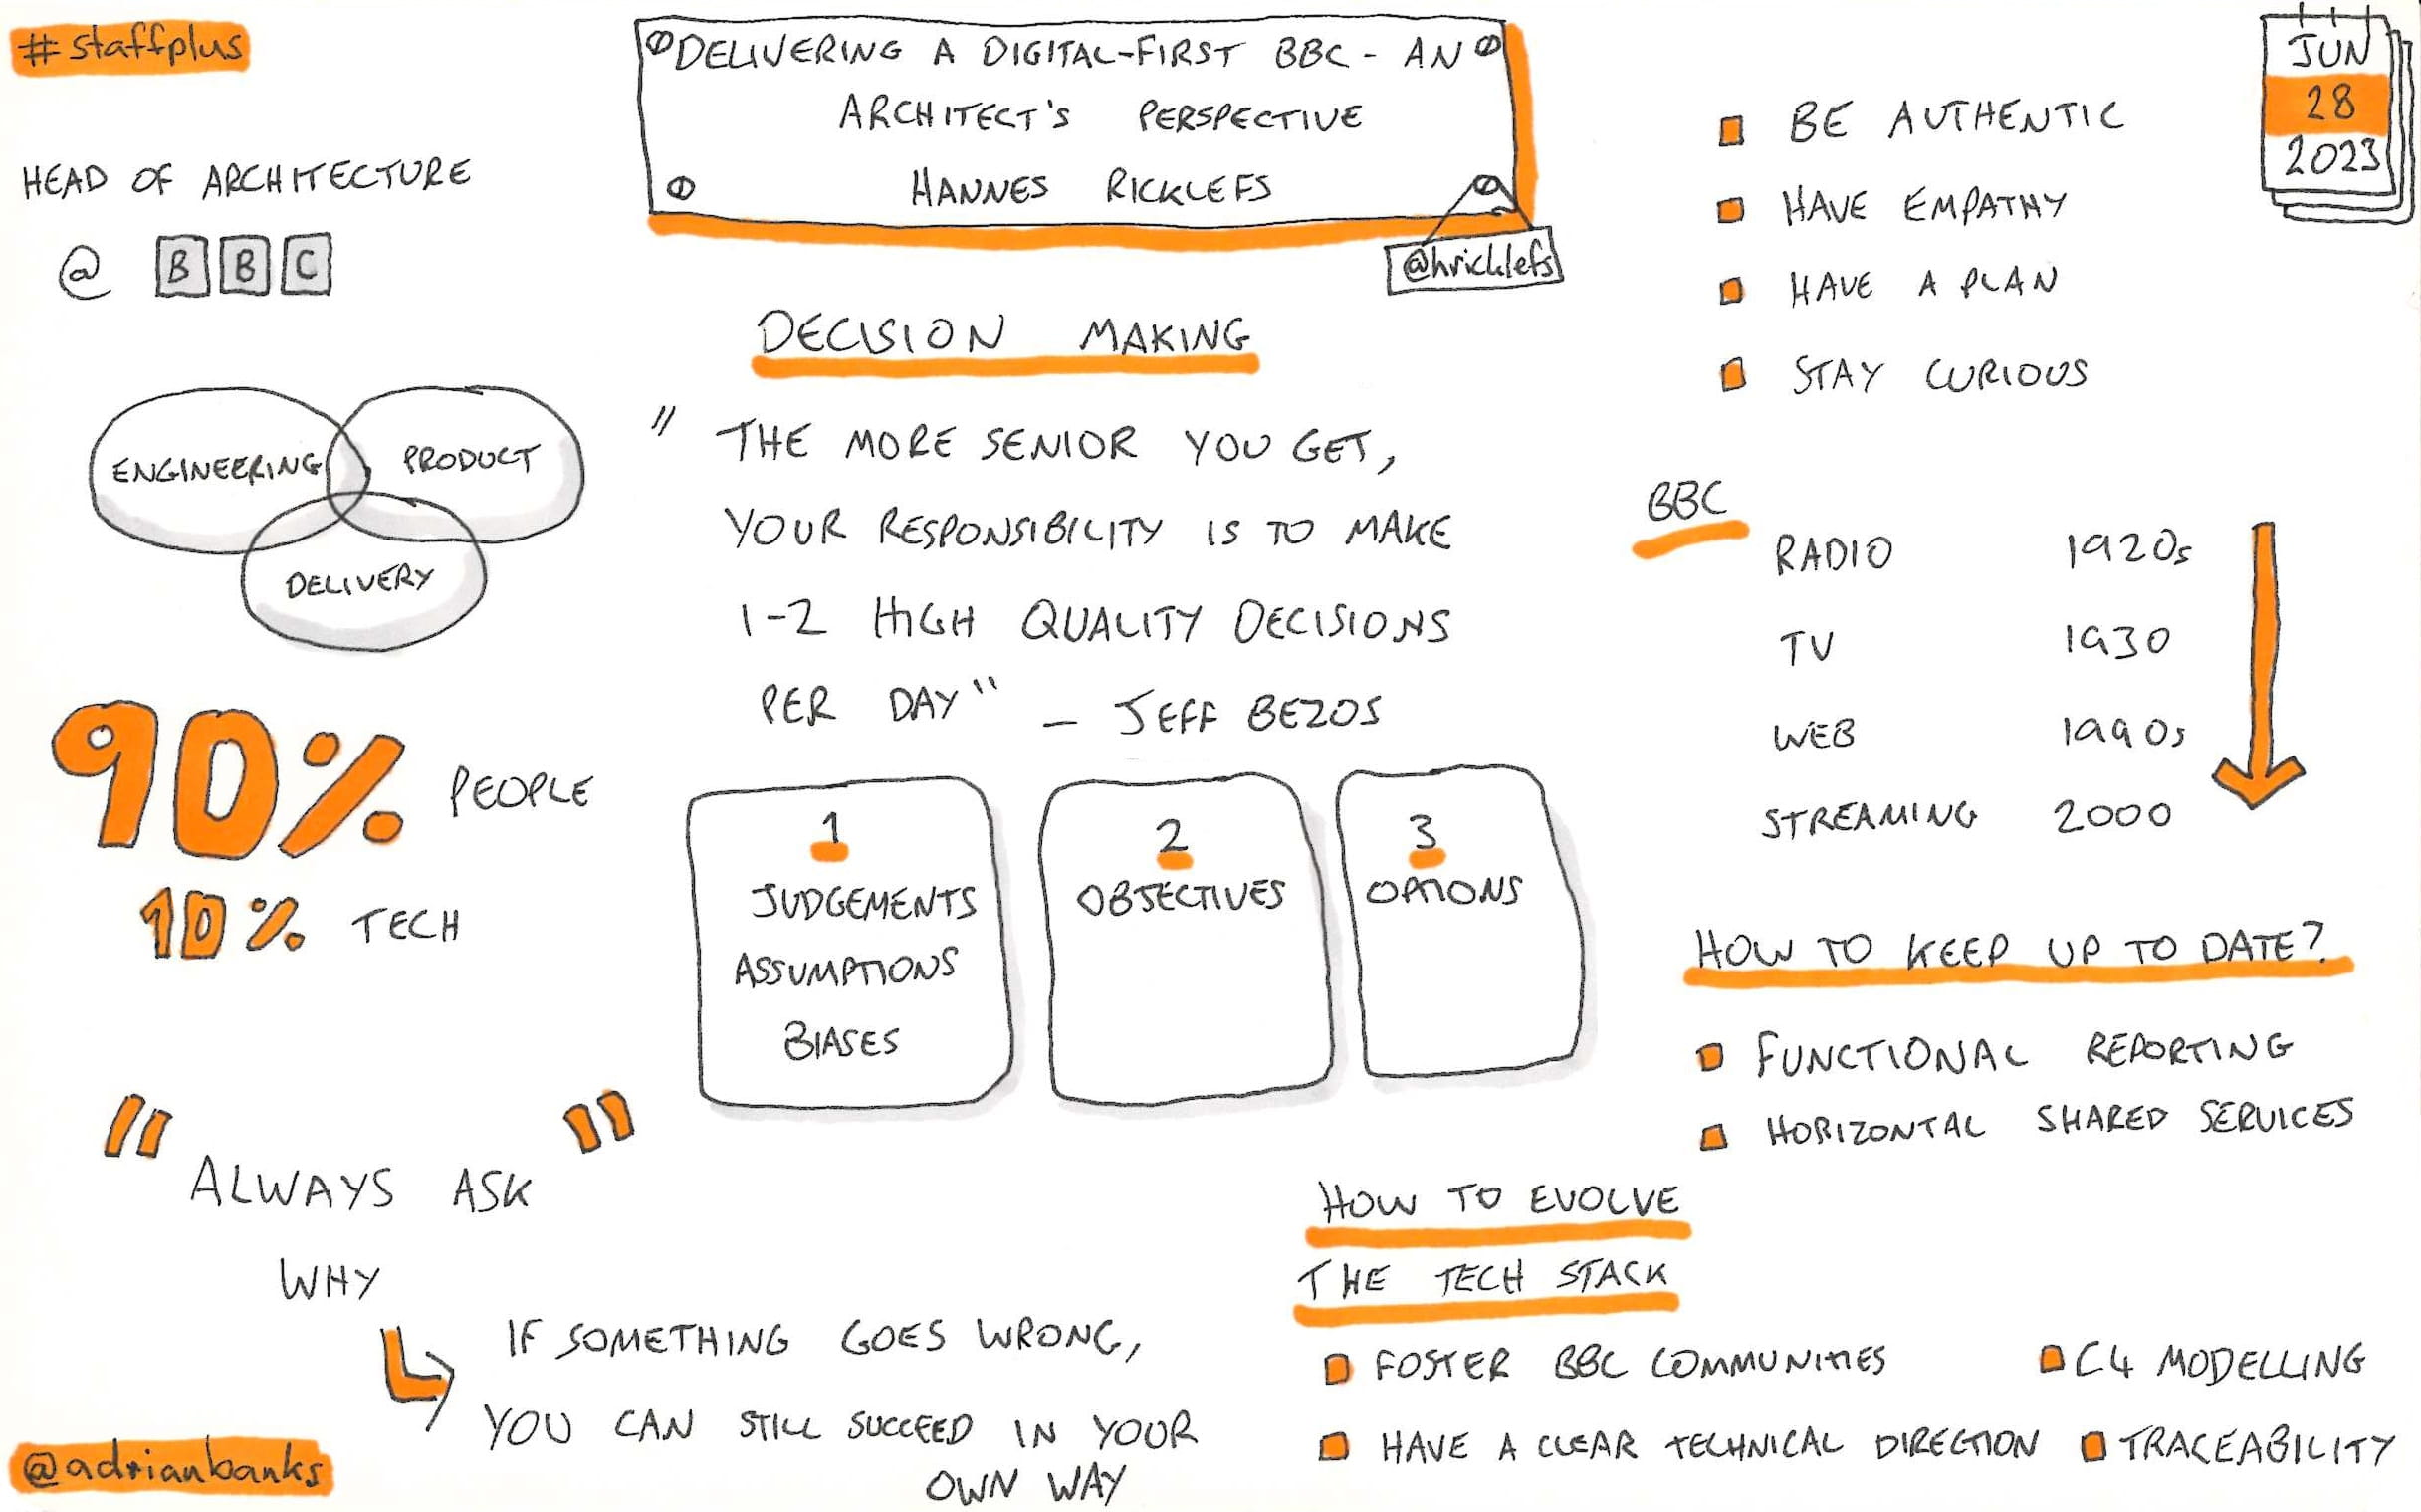 #staffplus
DELIVERING A DIGITAL-FIRST BBC - AN
ARCHITECT'S PERSPECTIVE
HANNES RICKLEFS
@hricklefs
JUN
28
2023
HEAD OF ARCHITECTURE
@ BBC
ENGINEERING
PRODUCT
DELIVERY
90% PEOPLE
10% TECH
" ALWAYS ASK "
WHY
IF SOMETHING GOES WRONG,
YOU CAN STILL SUCCEED IN YOUR
OWN WAY
@adrianbanks
DECISION MAKING
" THE MORE SENIOR YOU GET,
YOUR RESPONSIBILITY IS TO MAKE
1-2 HIGH QUALITY DECISIONS
PER DAY" - JEFF BEZOS
1
JUDGEMENTS
ASSUMPTIONS
BIASES
2
OBJECTIVES
3
OPTIONS
BE AUTHENTIC
HAVE EMPATHY
HAVE A PLAN
STAY CURIOUS
BBC
RADIO 1920s
TV 1930
WEB 1990s
STREAMING 2000
HOW TO KEEP UP TO DATE?
FUNCTIONAL REPORTING
HORIZONTAL SHARED SERVICES
HOW TO EVOLVE
THE TECH STACK
FOSTER BBC COMMUNITIES
HAVE A CLEAR TECHNICAL DIRECTION
C4 MODELLING
TRACEABILITY